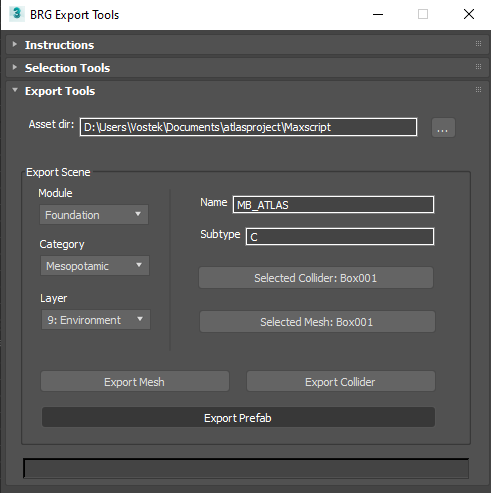 BRG Export Tools
Instructions
Selection Tools
Export Tools
Asset dir: D:\Users\Vostek\Documents\atlasproject\Maxscript ...
Export Scene
Module
Foundation
Category
Mesopotamic
Layer
9: Environment
Name MB_ATLAS
Subtype C
Selected Collider: Box001
Selected Mesh: Box001
Export Mesh Export Collider
Export Prefab